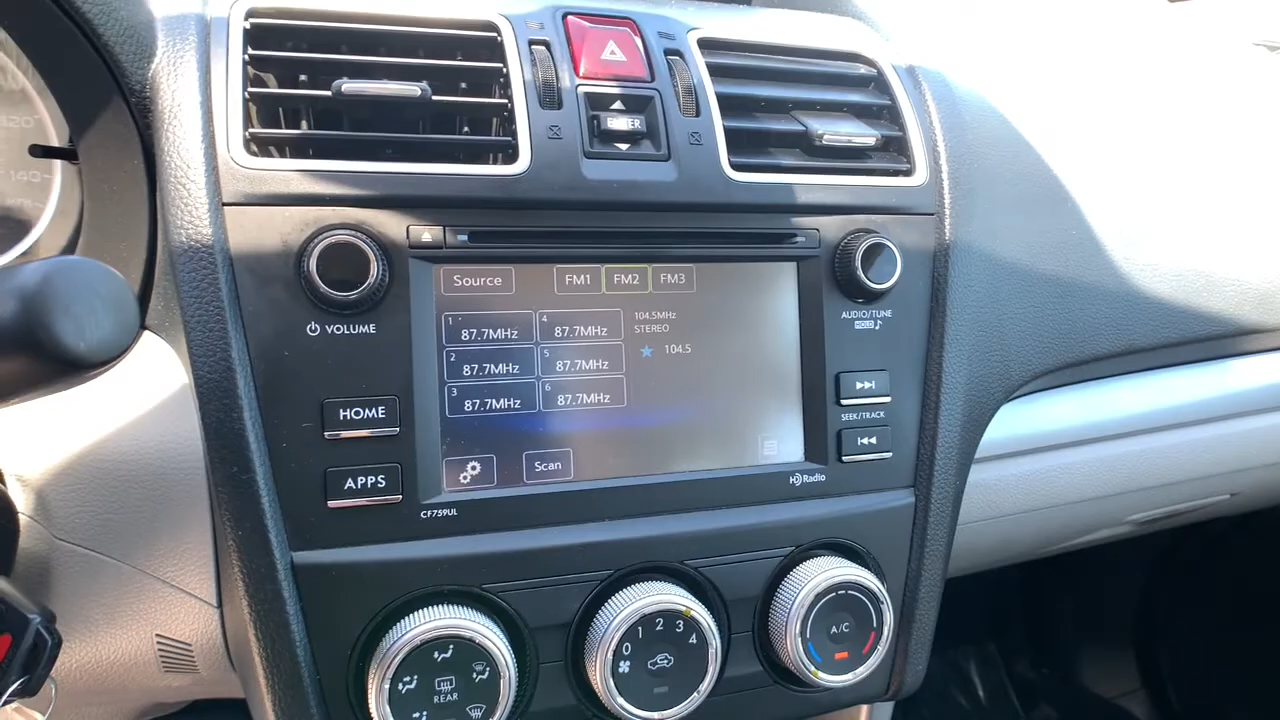 120
140
ENTER
VOLUME
HOME
APPS
Source
FM1
FM2
FM3
1
87.7MHz
4
87.7MHz
2
87.7MHz
5
87.7MHz
3
87.7MHz
6
87.7MHz
104.5MHz
STEREO
104.5
Scan
AUDIO/TUNE
HOLD
SEEK/TRACK
HD Radio
CF759UL
REAR
0 1 2 3 4
A/C